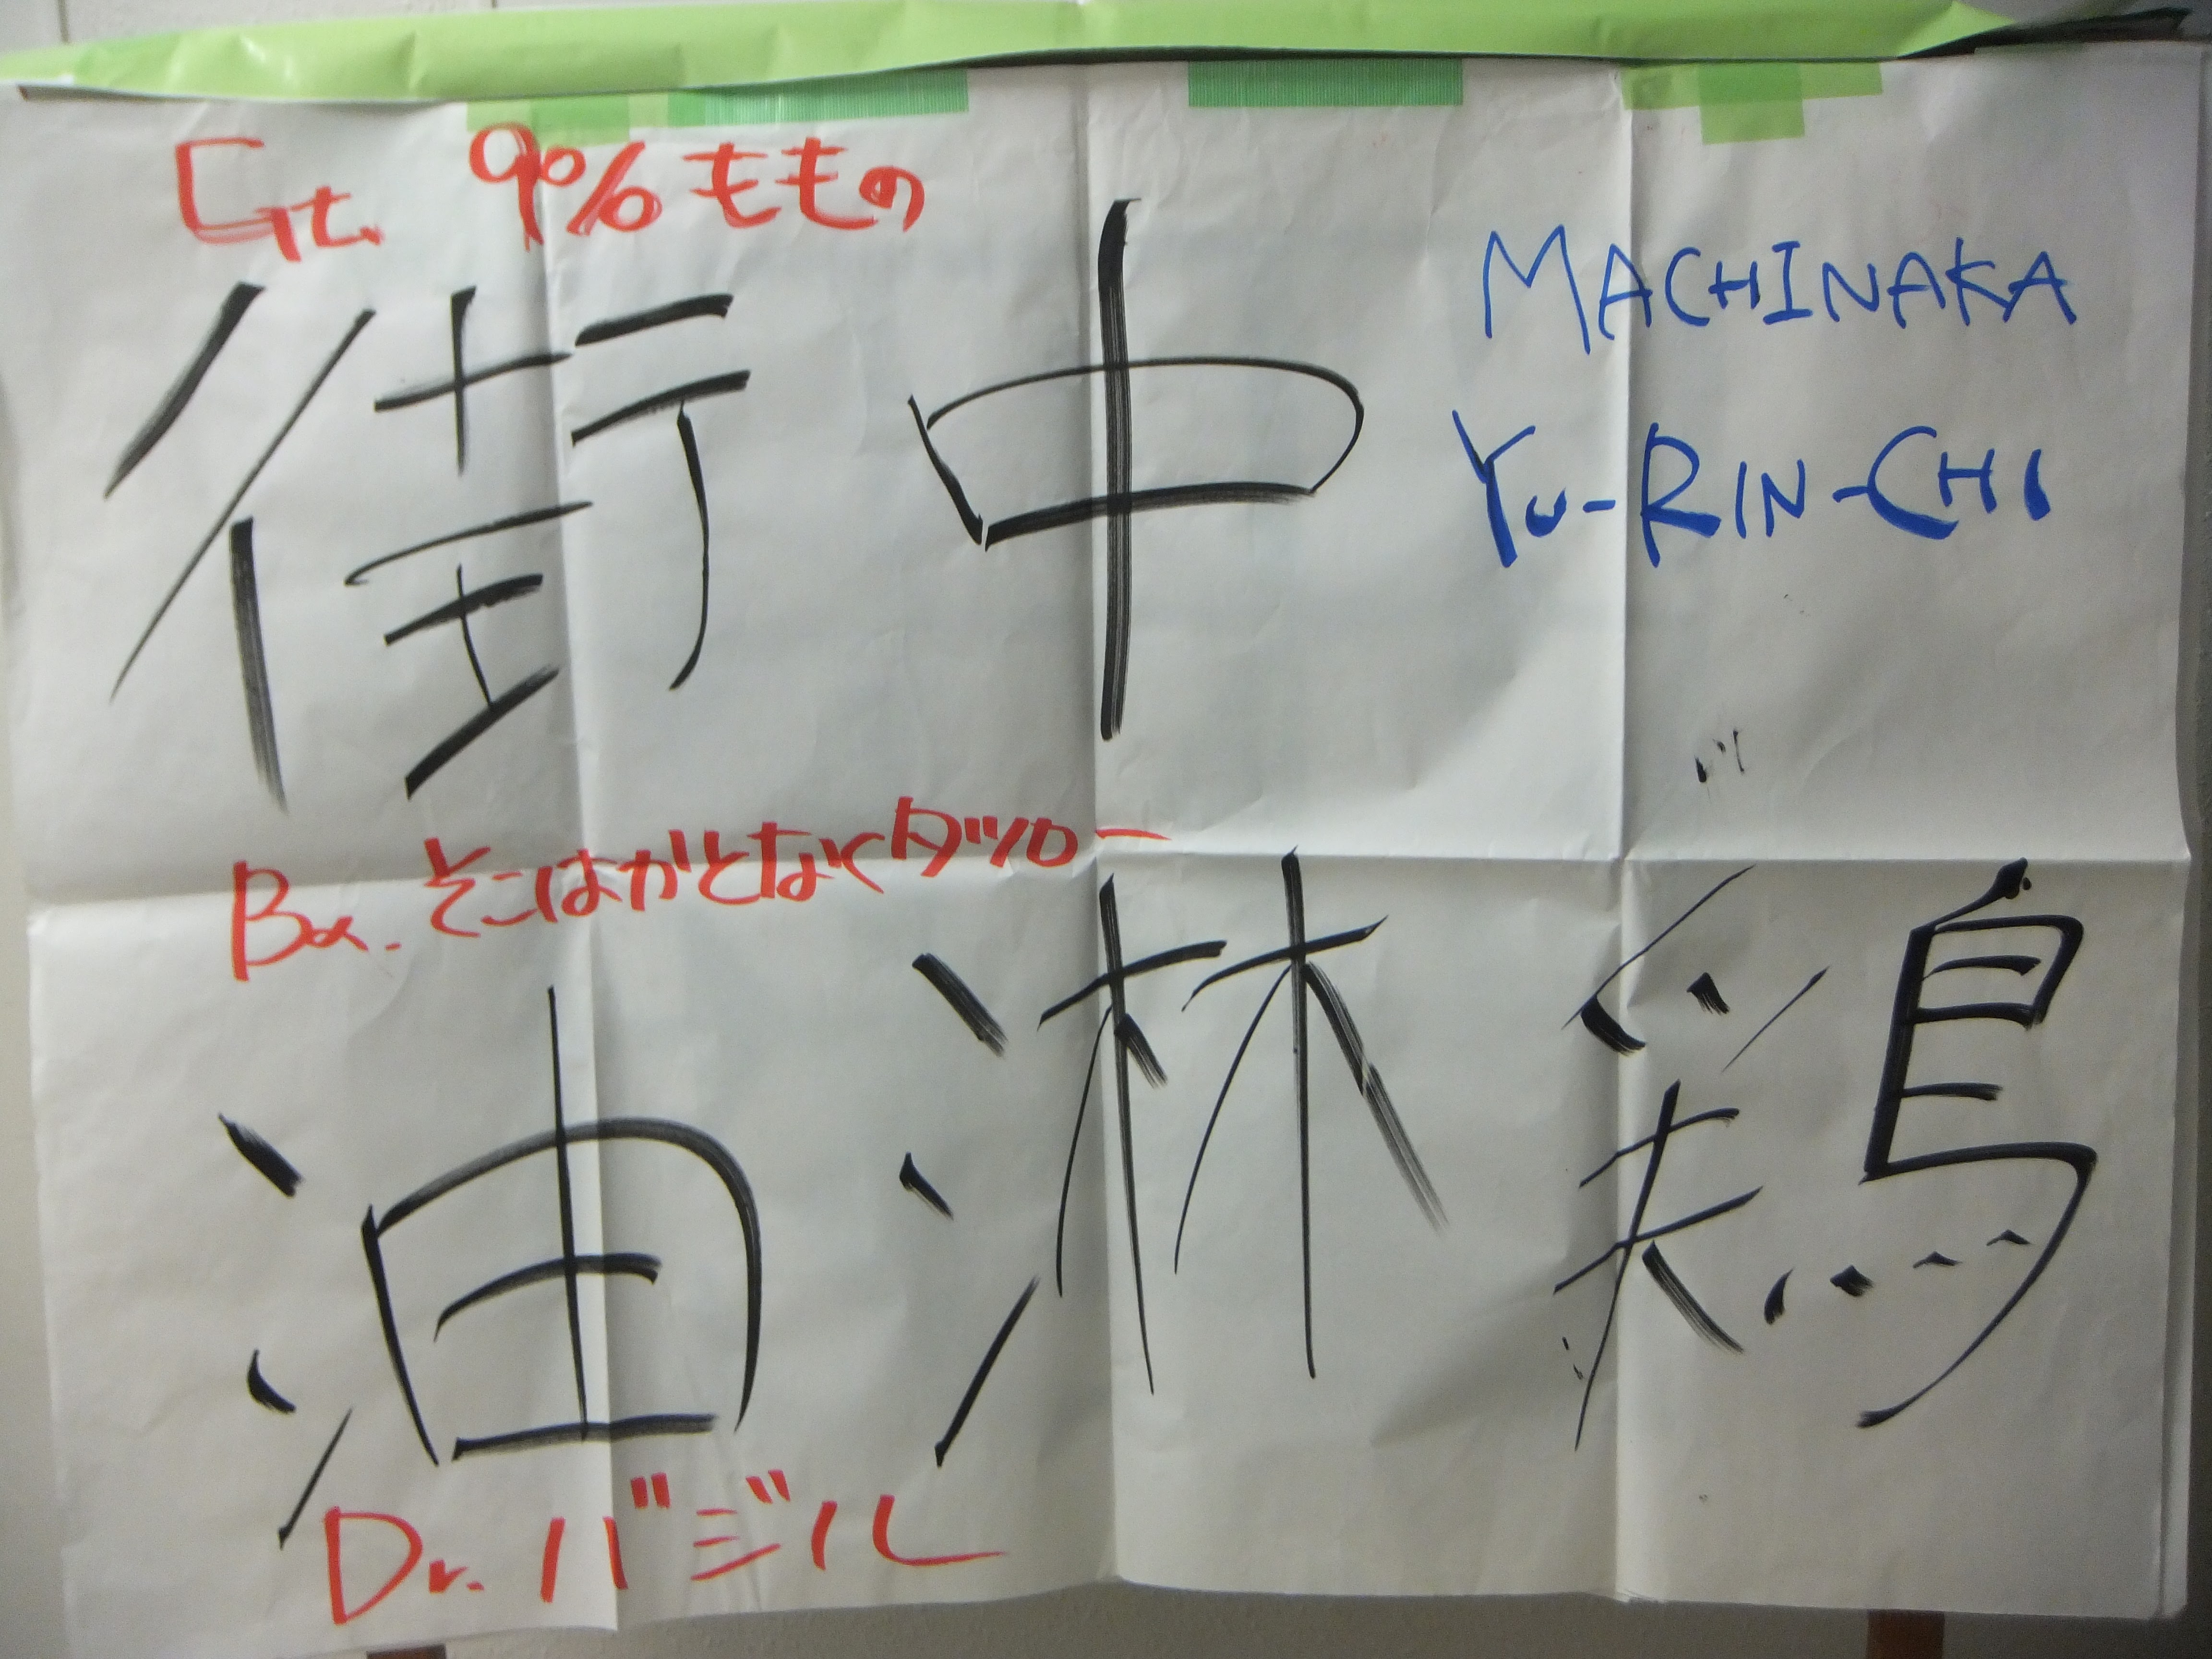 Gt. 9%ももの
街中
MACHINAKA
YU-RIN-CHI
Ba. そこはかとなくタツロー
油淋鶏
Dr. バジル